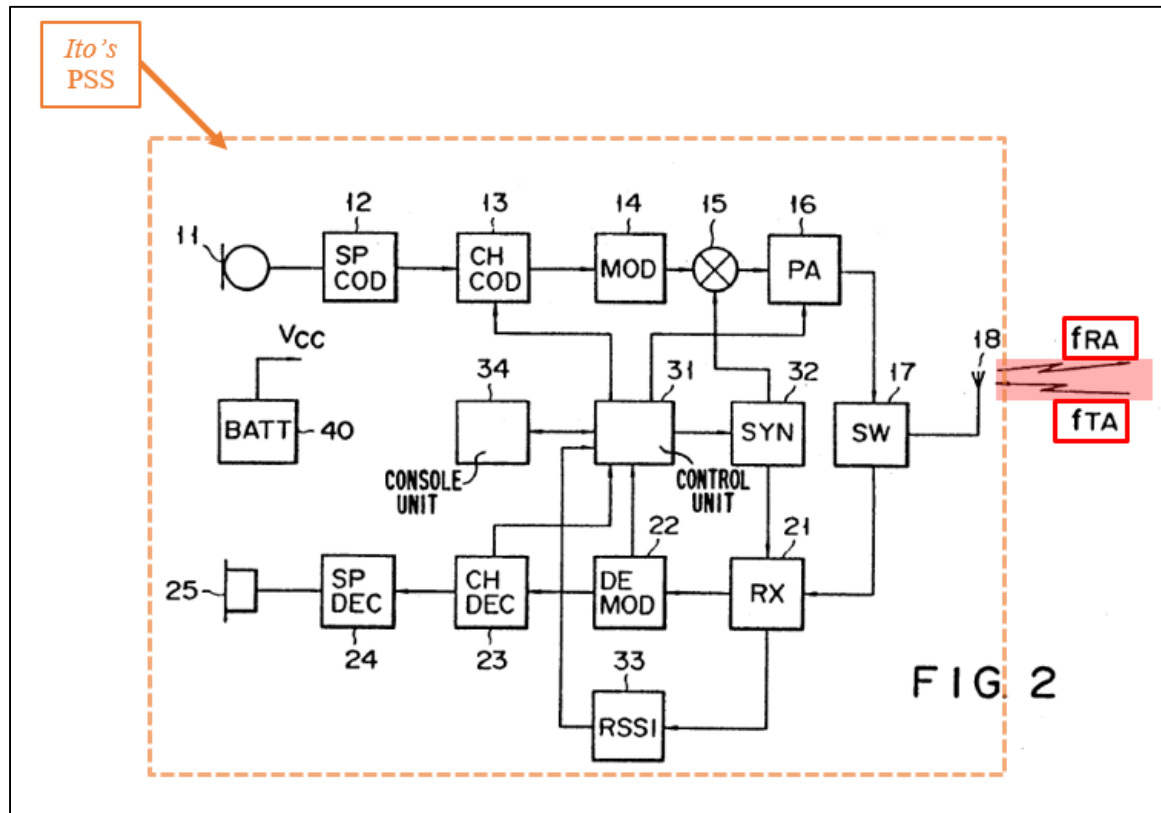 Ito's
PSS
11
12
SP
COD
13
CH
COD
14
MOD
15
16
PA
VCC
BATT
40
34
CONSOLE
UNIT
31
CONTROL
UNIT
32
SYN
17
SW
18
fRA
fTA
25
SP
DEC
24
CH
DEC
23
22
DE
MOD
21
RX
33
RSSI
FIG. 2